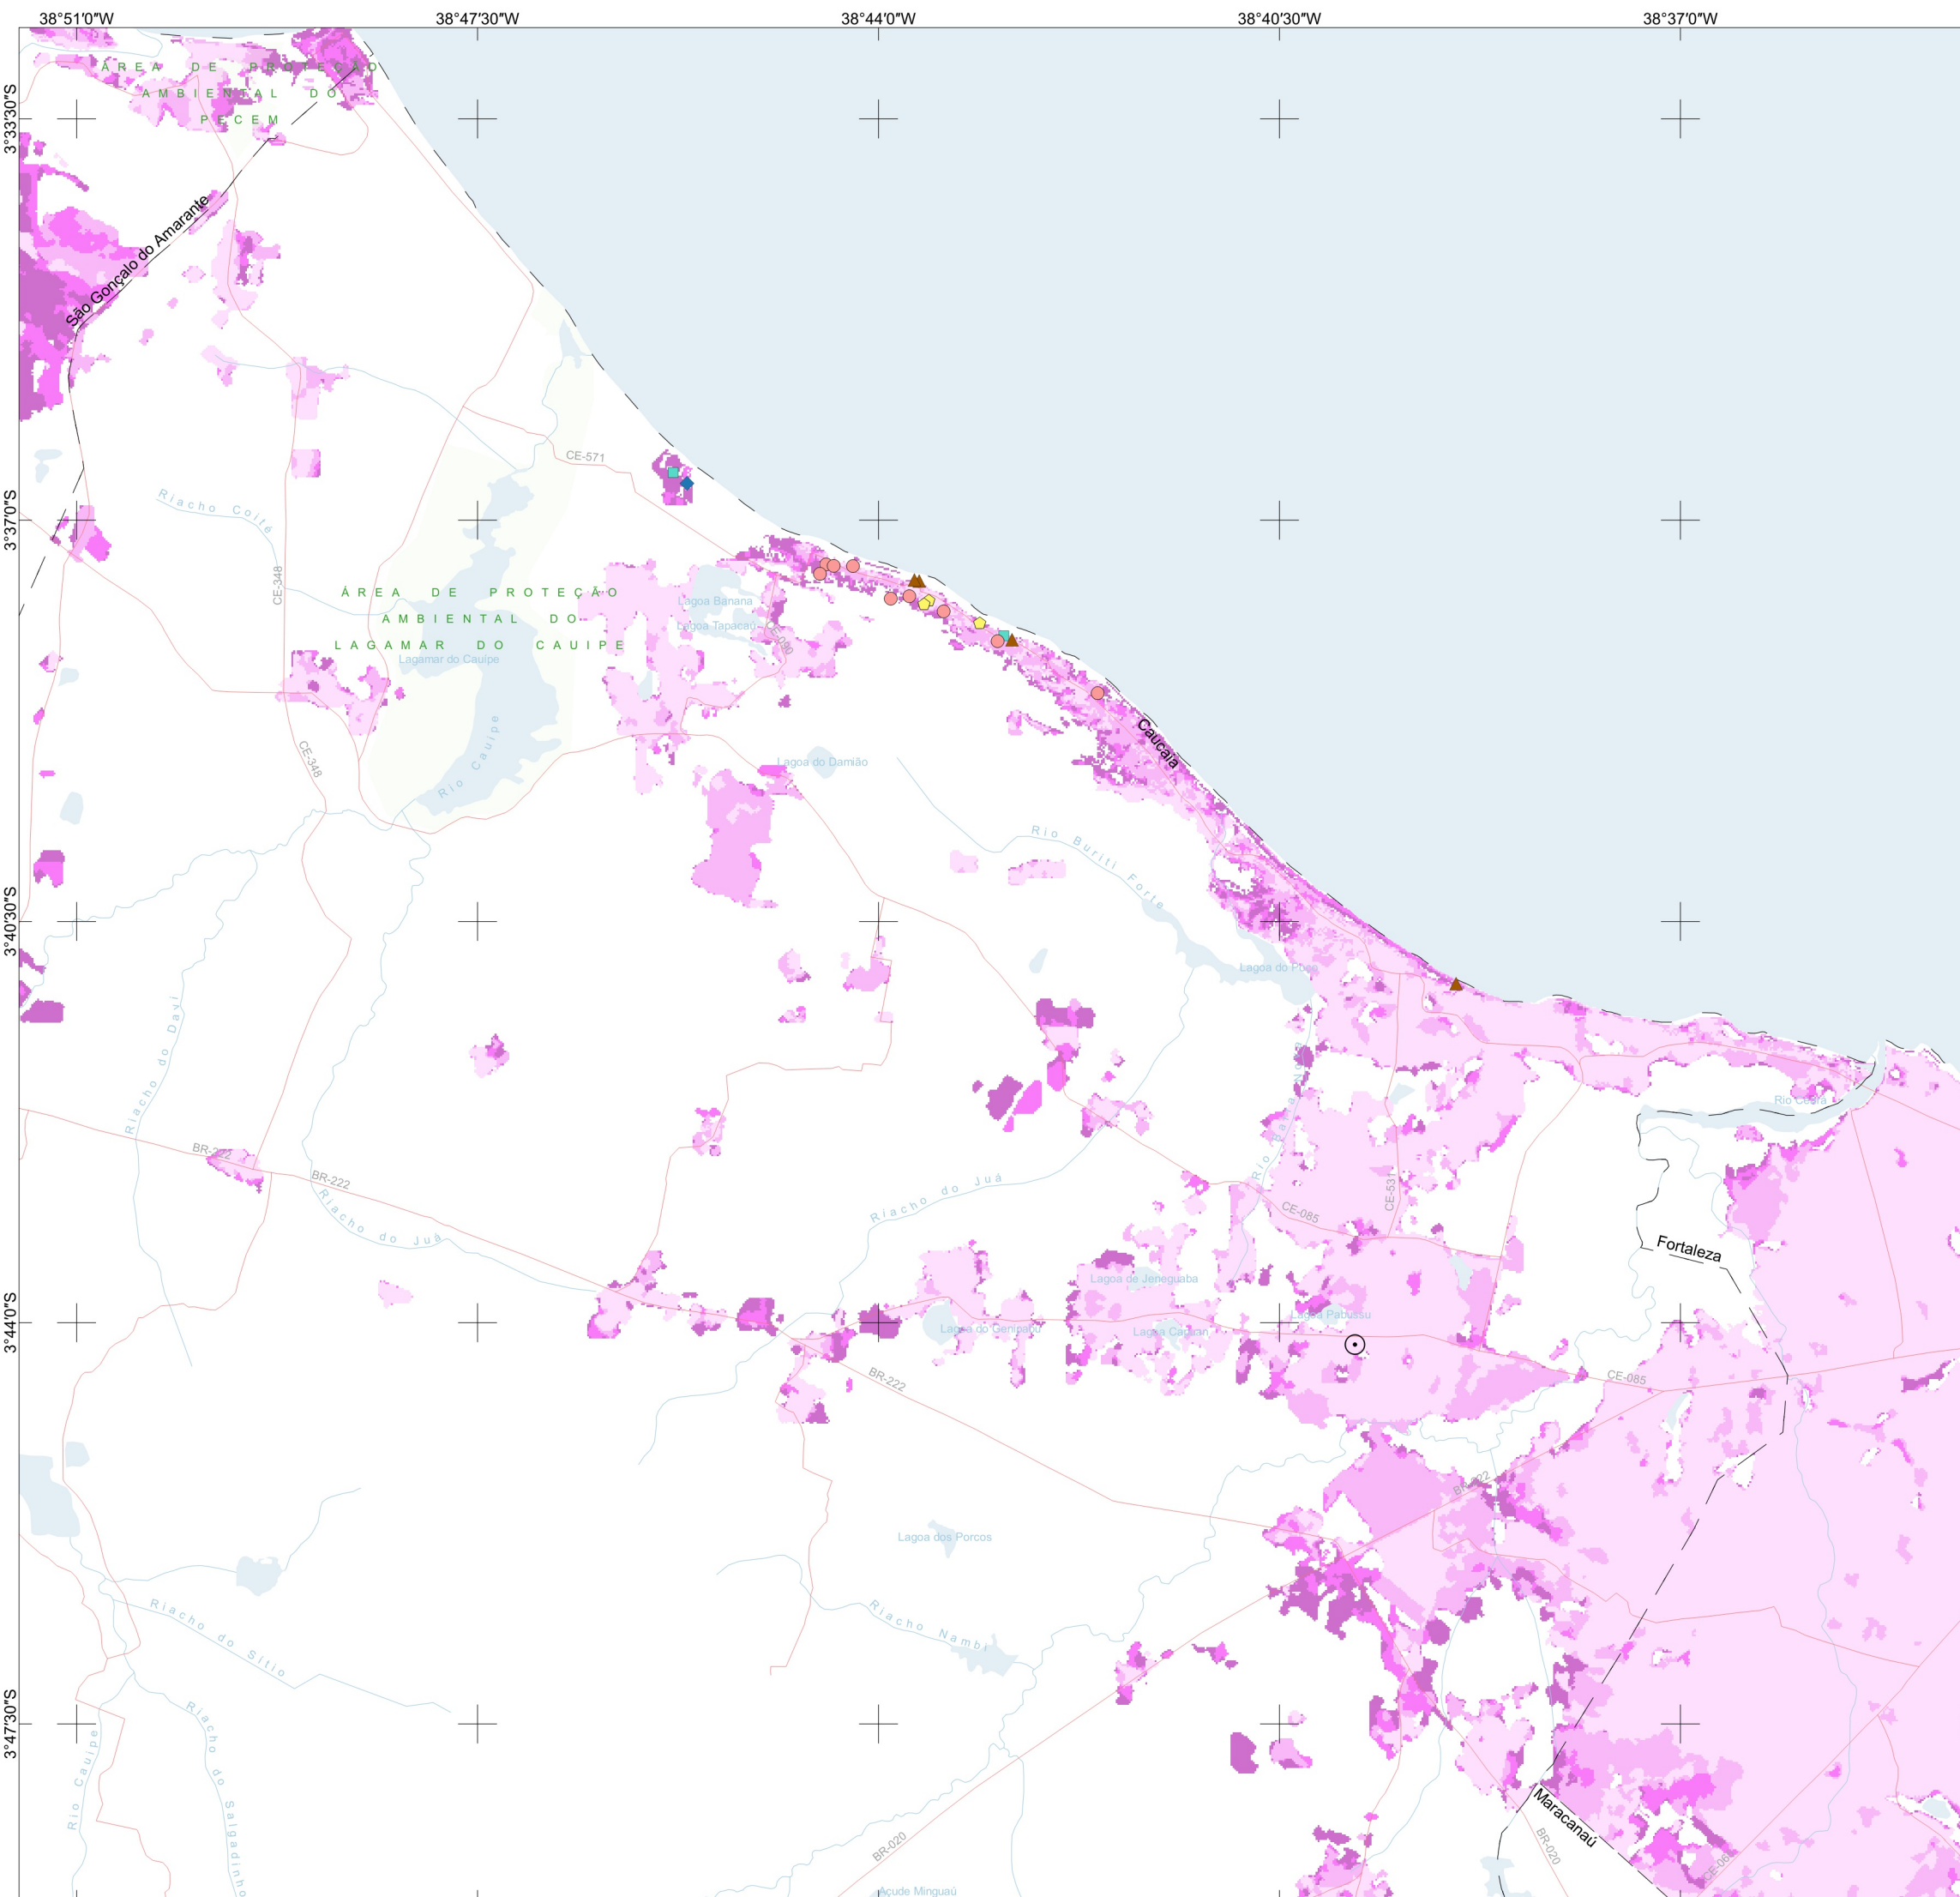 38°51'0"W
38°47'30"W
38°44'0"W
38°40'30"W
38°37'0"W
3°33'30"S
3°37'0"S
3°40'30"S
3°44'0"S
3°47'30"S
ÁREA DE PROTEÇÃO
AMBIENTAL DO
PECEM
São Gonçalo do Amarante
CE-571
Riacho Coité
CE-348
ÁREA DE PROTEÇÃO
AMBIENTAL DO
LAGAMAR DO CAUIPE
Lagamar do Cauípe
Lagoa Banana
Lagoa Tapacaú
CE-090
Caucaia
CE-348
Rio Cauipe
Lagoa do Damião
Rio Buriti Forte
Lagoa do Poço
Riacho do Davi
Rio Ceará
BR-222
BR-222
Riacho do Juá
Riacho do Juá
CE-531
CE-085
Fortaleza
Lagoa de Jeneguaba
Lagoa do Genipabu
Lagoa Capuan
Lagoa Pabussu
BR-222
CE-085
BR-222
Lagoa dos Porcos
Riacho Nambi
Riacho do Sitio
Rio Cauipe
Riacho do Salgadinho
Maracanaú
BR-020
BR-020
Açude Minguaú